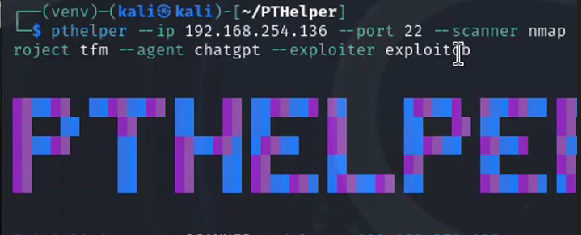 (venv)-(kali㉿kali)-[~/PTHelper]
$ pthelper --ip 192.168.254.136 --port 22 --scanner nmap
roject tfm --agent chatgpt --exploiter exploitdb
PTHELPE